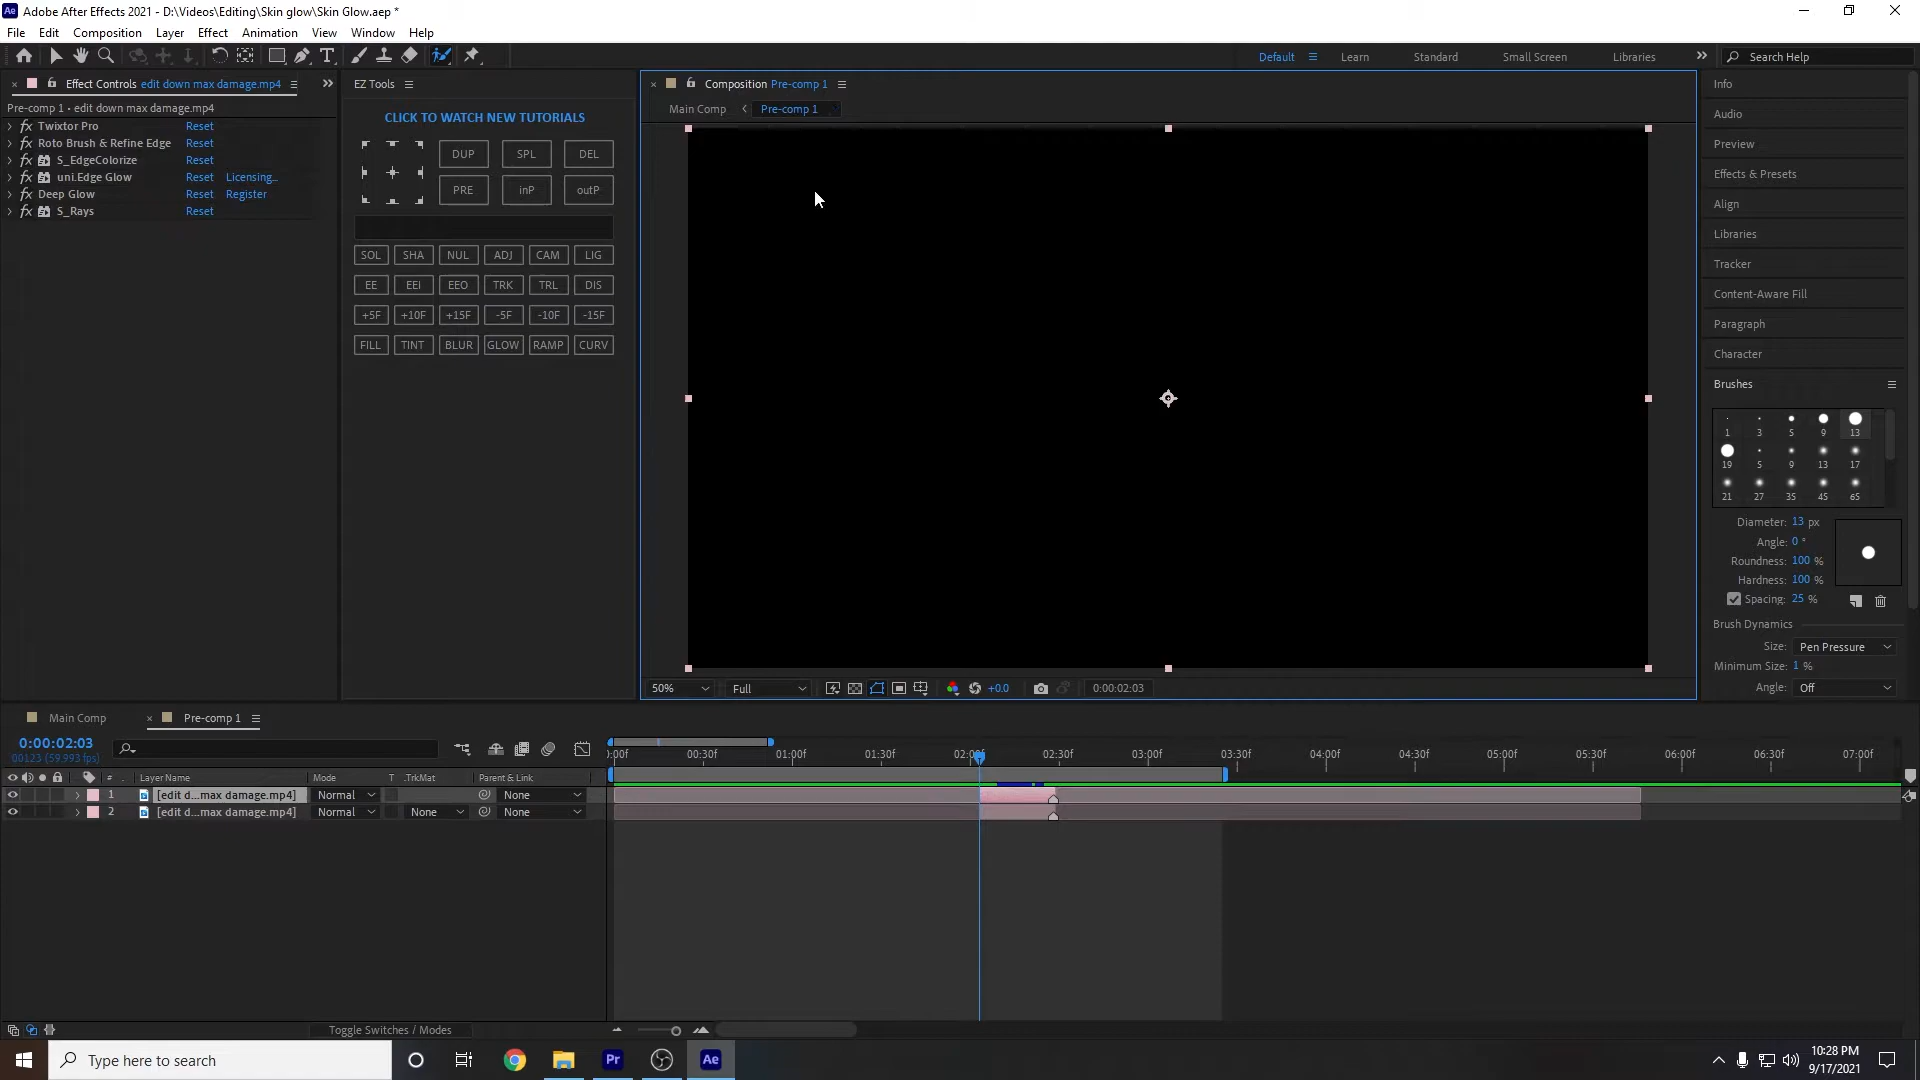 Adobe After Effects 2021 - D:\Videos\Editing\Skin glow\Skin Glow.aep *
File Edit Composition Layer Effect Animation View Window Help
Default Learn Standard Small Screen Libraries Search Help
Effect Controls edit down max damage.mp4
Pre-comp 1 • edit down max damage.mp4
fx Twixtor Pro Reset
fx Roto Brush & Refine Edge Reset
fx S_EdgeColorize Reset
fx uni.Edge Glow Reset Licensing...
fx Deep Glow Reset Register
fx S_Rays Reset
EZ Tools
CLICK TO WATCH NEW TUTORIALS
DUP SPL DEL
PRE inP outP
SOL SHA NUL ADJ CAM LIG
EE EEI EEO TRK TRL DIS
+5F +10F +15F -5F -10F -15F
FILL TINT BLUR GLOW RAMP CURV
Composition Pre-comp 1
Main Comp Pre-comp 1
50% Full +0.0 0:00:02:03
Info
Audio
Preview
Effects & Presets
Align
Libraries
Tracker
Content-Aware Fill
Paragraph
Character
Brushes
1 3 5 9 13
19 5 9 13 17
21 27 35 45 65
Diameter: 13 px
Angle: 0 °
Roundness: 100 %
Hardness: 100 %
Spacing: 25 %
Brush Dynamics
Size: Pen Pressure
Minimum Size: 1 %
Angle: Off
Main Comp Pre-comp 1
0:00:02:03
00123 (59.993 fps)
:00f 00:30f 01:00f 01:30f 02:00f 02:30f 03:00f 03:30f 04:00f 04:30f 05:00f 05:30f 06:00f 06:30f 07:00f
# Layer Name Mode T .TrkMat Parent & Link
1 [edit d...max damage.mp4] Normal None
2 [edit d...max damage.mp4] Normal None None
Toggle Switches / Modes
Type here to search
Pr
Ae
10:28 PM
9/17/2021